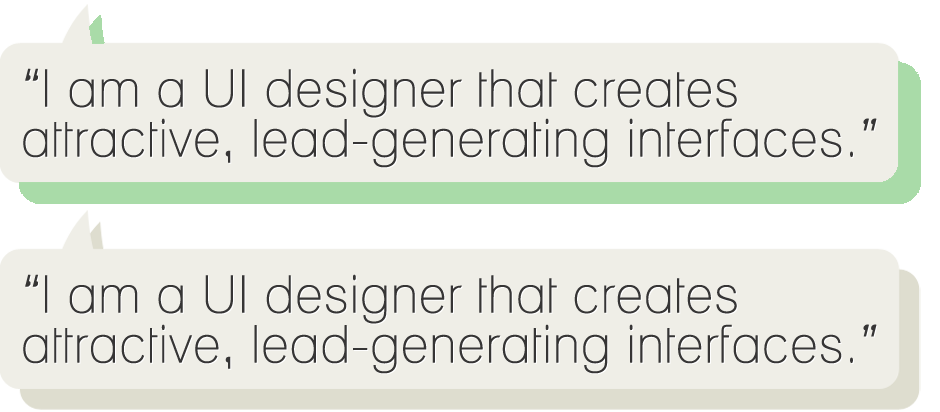 “I am a UI designer that creates
attractive, lead-generating interfaces.”
“I am a UI designer that creates
attractive, lead-generating interfaces.”